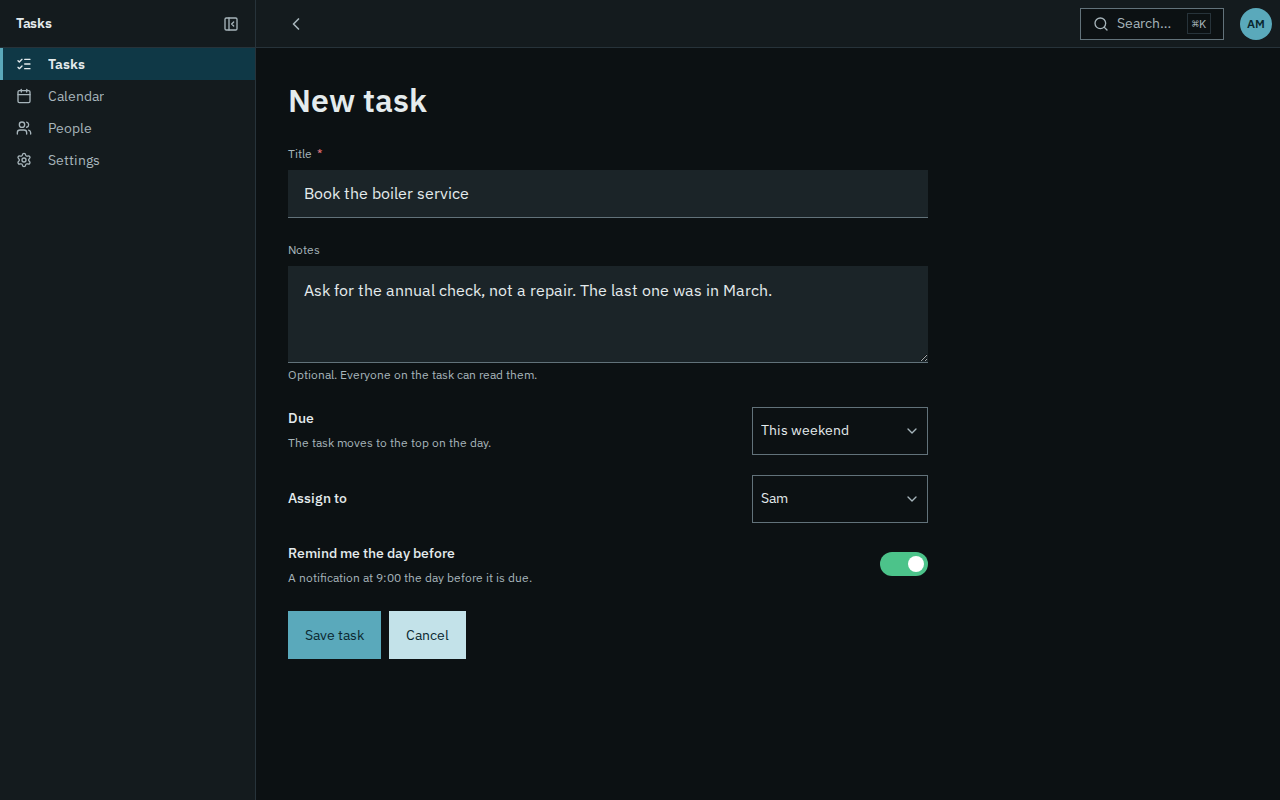 Tasks
Search... ⌘K AM
Tasks
Calendar
People
Settings
New task
Title *
Book the boiler service
Notes
Ask for the annual check, not a repair. The last one was in March.
Optional. Everyone on the task can read them.
Due
The task moves to the top on the day.
This weekend
Assign to
Sam
Remind me the day before
A notification at 9:00 the day before it is due.
Save task Cancel